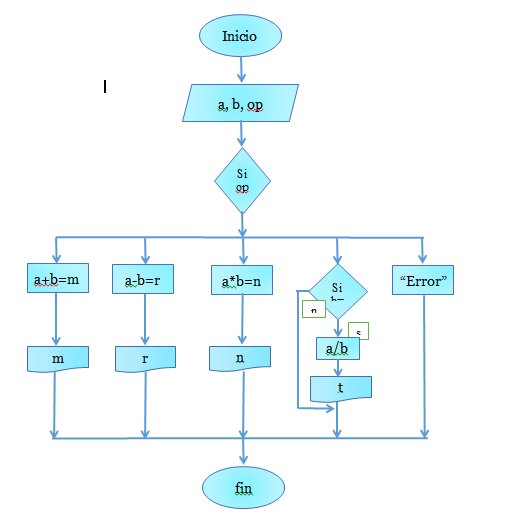 Inicio
a, b, op
Si
op
a+b=m
a-b=r
a*b=n
Si
“Error”
n
a/b
m
r
n
t
fin